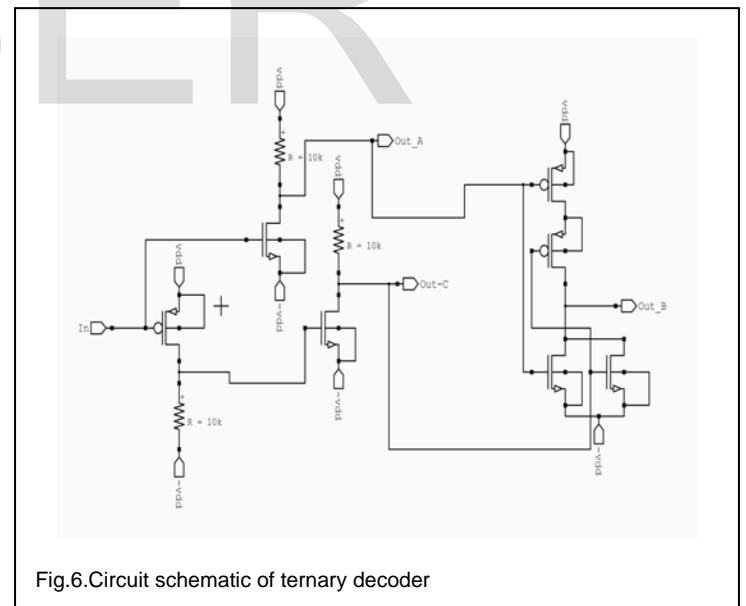 ER
vdd
R = 10k
Out_A
vdd
R = 10k
vdd
vdd
In
-vdd
Out-C
Out_B
R = 10k
-vdd
-vdd
-vdd
Fig.6.Circuit schematic of ternary decoder